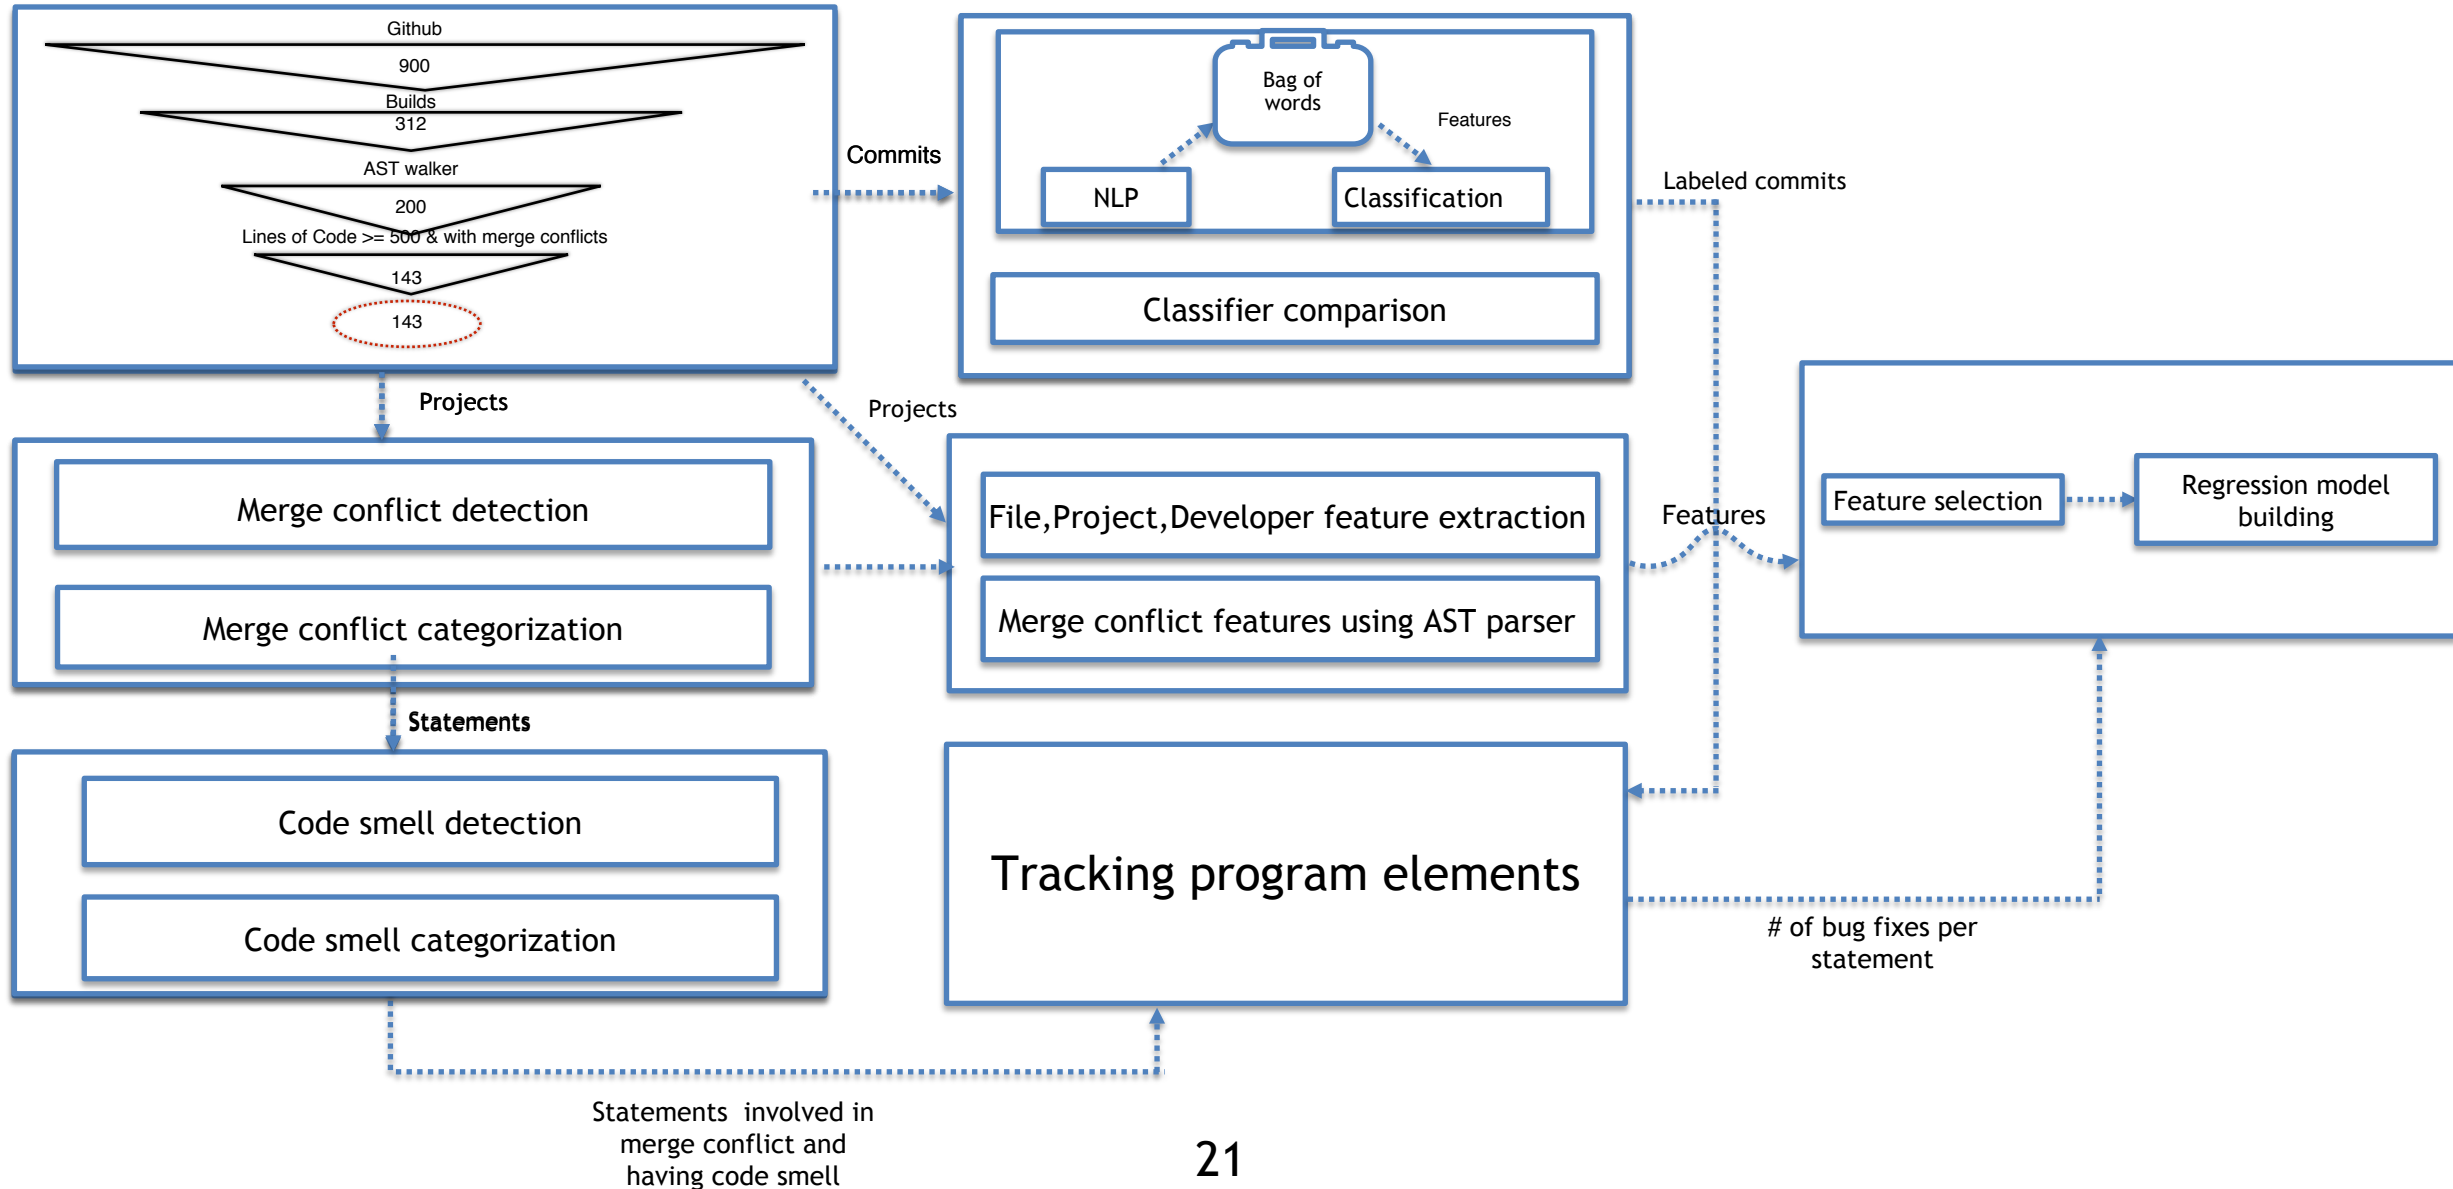 Github
900
Builds
312
AST walker
200
Lines of Code >= 500 & with merge conflicts
143
143
Commits
Bag of
words
Features
NLP
Classification
Classifier comparison
Labeled commits
Projects
Projects
Merge conflict detection
Merge conflict categorization
File,Project,Developer feature extraction
Merge conflict features using AST parser
Features
Feature selection
Regression model
building
Statements
Code smell detection
Code smell categorization
Tracking program elements
# of bug fixes per
statement
Statements involved in
merge conflict and
having code smell
21